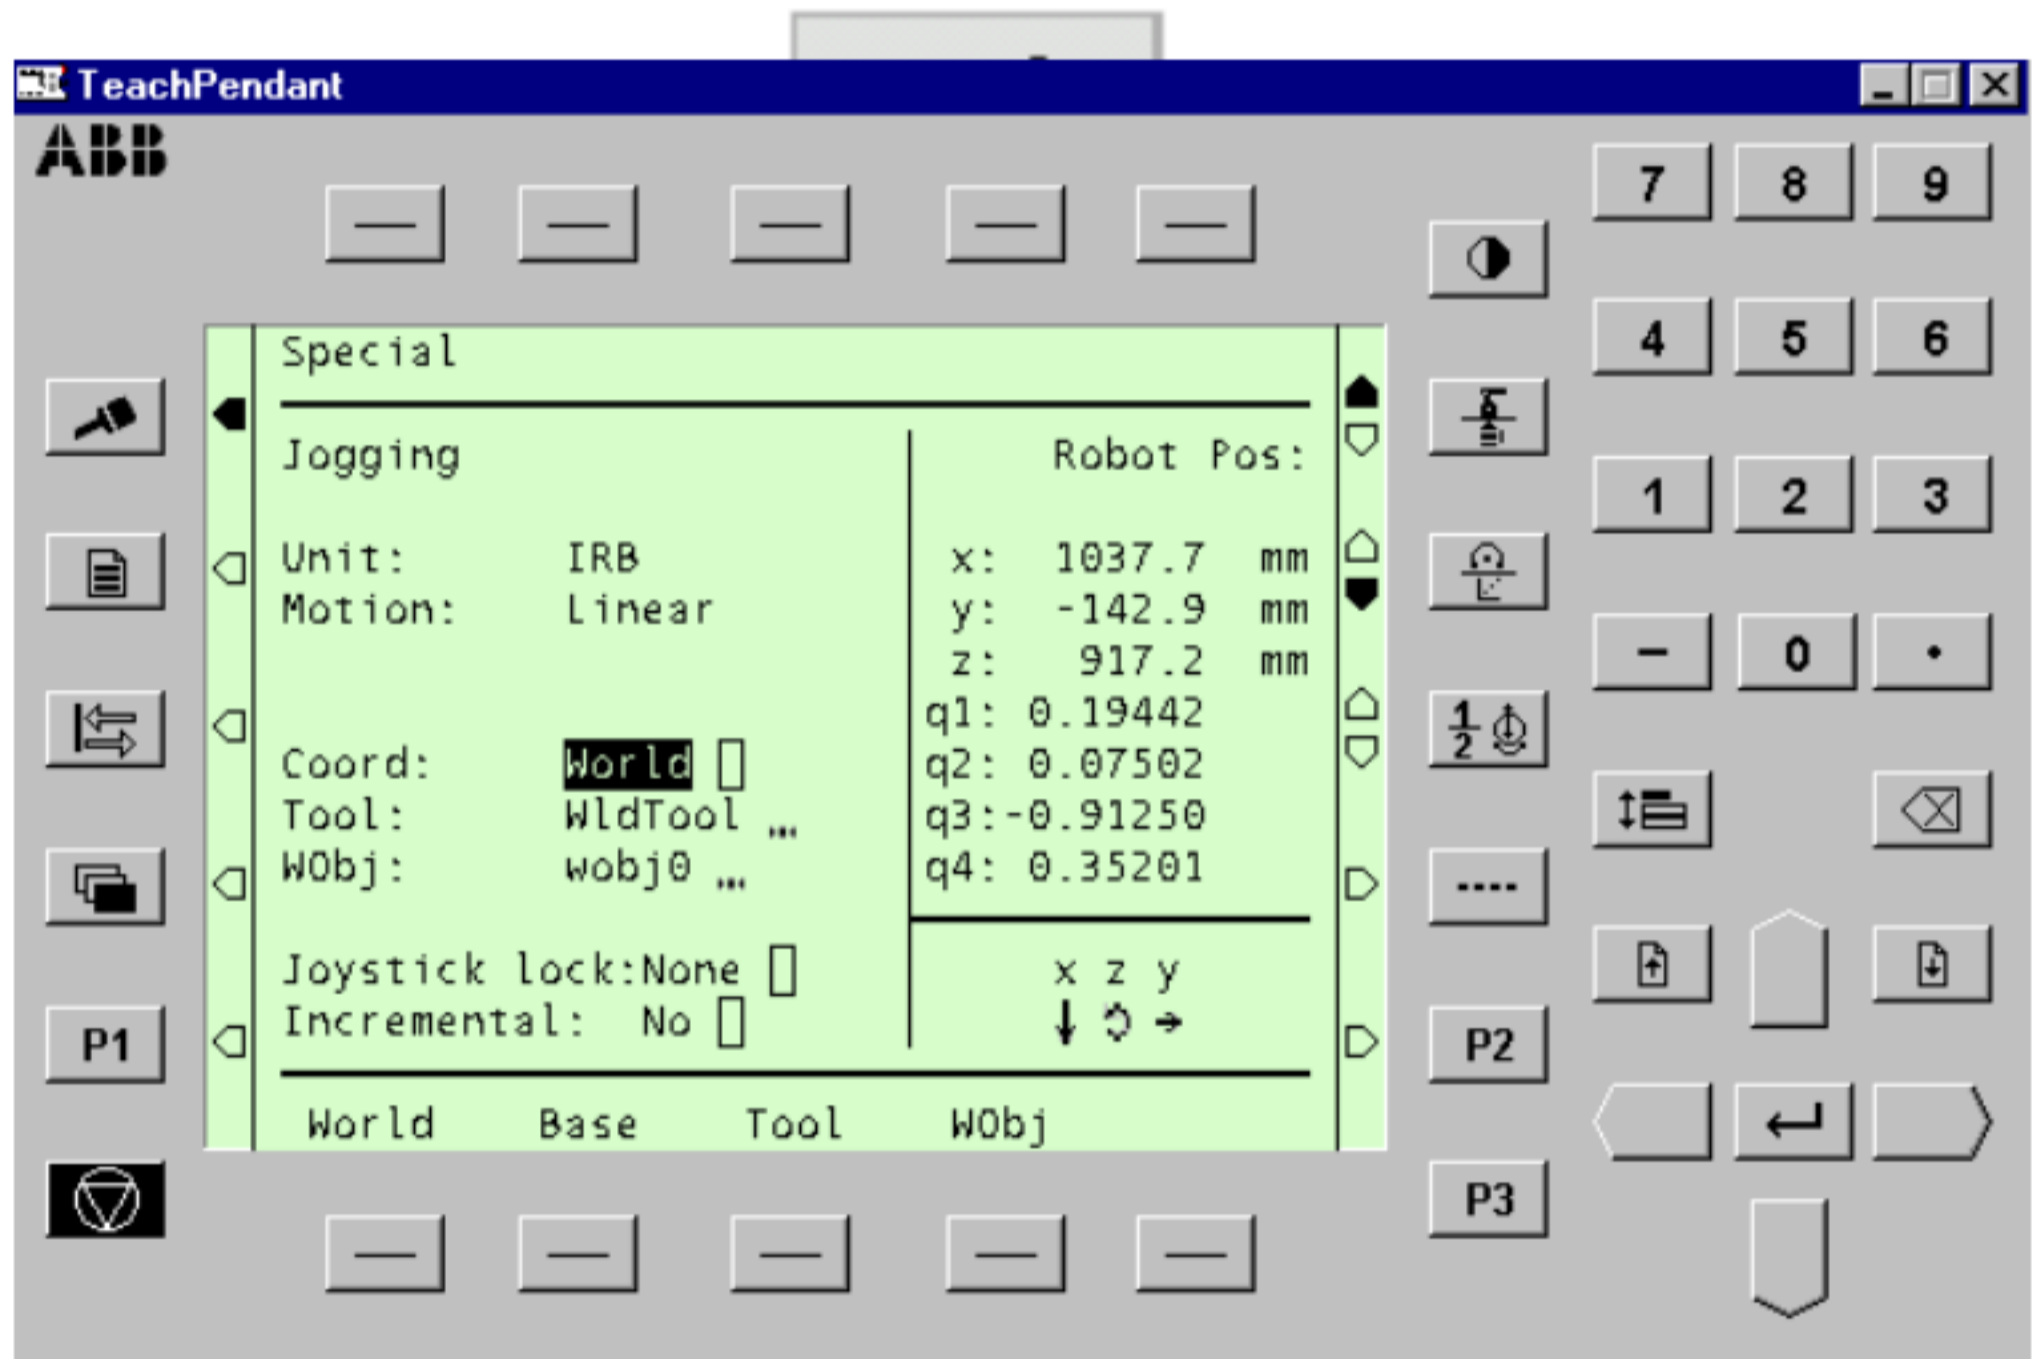 TeachPendant
ABB
7 8 9
4 5 6
1 2 3
- 0 .
1/2
P1
P2
P3
Special
Jogging
Robot Pos:
Unit: IRB
x: 1037.7 mm
Motion: Linear
y: -142.9 mm
z: 917.2 mm
q1: 0.19442
Coord: World
q2: 0.07502
Tool: WldTool ...
q3:-0.91250
WObj: wobj0 ...
q4: 0.35201
Joystick lock:None
x z y
Incremental: No
World Base Tool WObj